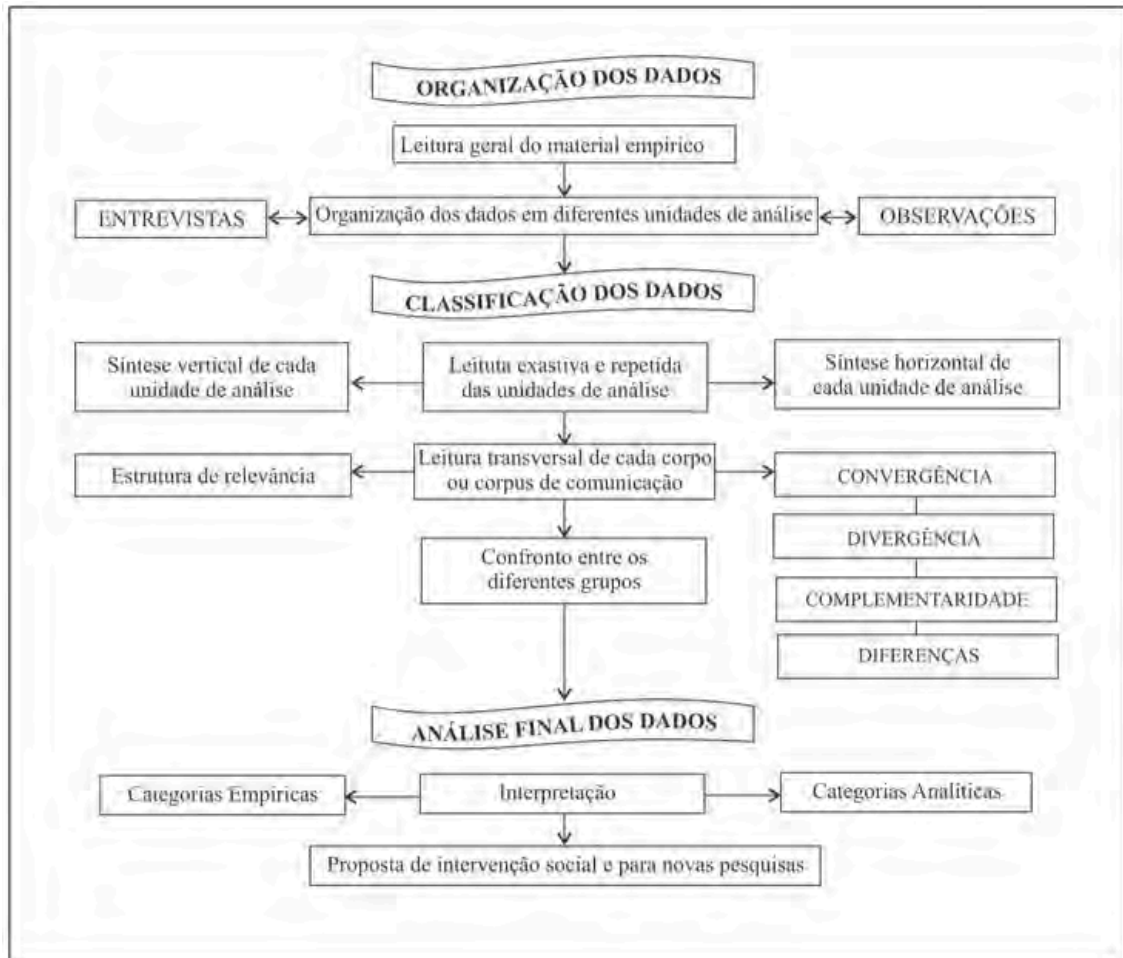 ORGANIZAÇÃO DOS DADOS
Leitura geral do material empírico
ENTREVISTAS
Organização dos dados em diferentes unidades de análise
OBSERVAÇÕES
CLASSIFICAÇÃO DOS DADOS
Síntese vertical de cada
unidade de análise
Leituta exastiva e repetida
das unidades de análise
Síntese horizontal de
cada unidade de análise
Estrutura de relevância
Leitura transversal de cada corpo
ou corpus de comunicação
CONVERGÊNCIA
DIVERGÊNCIA
COMPLEMENTARIDADE
DIFERENÇAS
Confronto entre os
diferentes grupos
ANÁLISE FINAL DOS DADOS
Categorias Empíricas
Interpretação
Categorias Analíticas
Proposta de intervenção social e para novas pesquisas